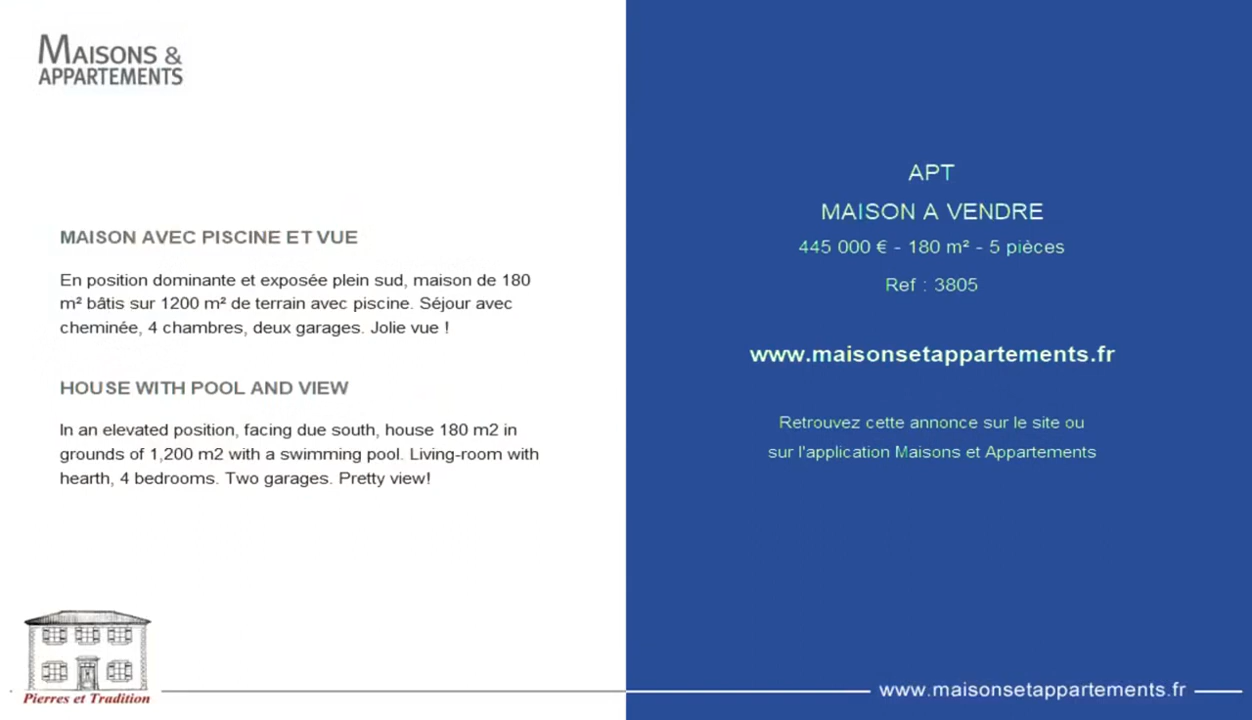 MAISONS &
APPARTEMENTS
MAISON AVEC PISCINE ET VUE
En position dominante et exposée plein sud, maison de 180
m² bâtis sur 1200 m² de terrain avec piscine. Séjour avec
cheminée, 4 chambres, deux garages. Jolie vue !
HOUSE WITH POOL AND VIEW
In an elevated position, facing due south, house 180 m2 in
grounds of 1,200 m2 with a swimming pool. Living-room with
hearth, 4 bedrooms. Two garages. Pretty view!
Pierres et Tradition
APT
MAISON A VENDRE
445 000 € - 180 m² - 5 pièces
Ref : 3805
www.maisonsetappartements.fr
Retrouvez cette annonce sur le site ou
sur l'application Maisons et Appartements
www.maisonsetappartements.fr